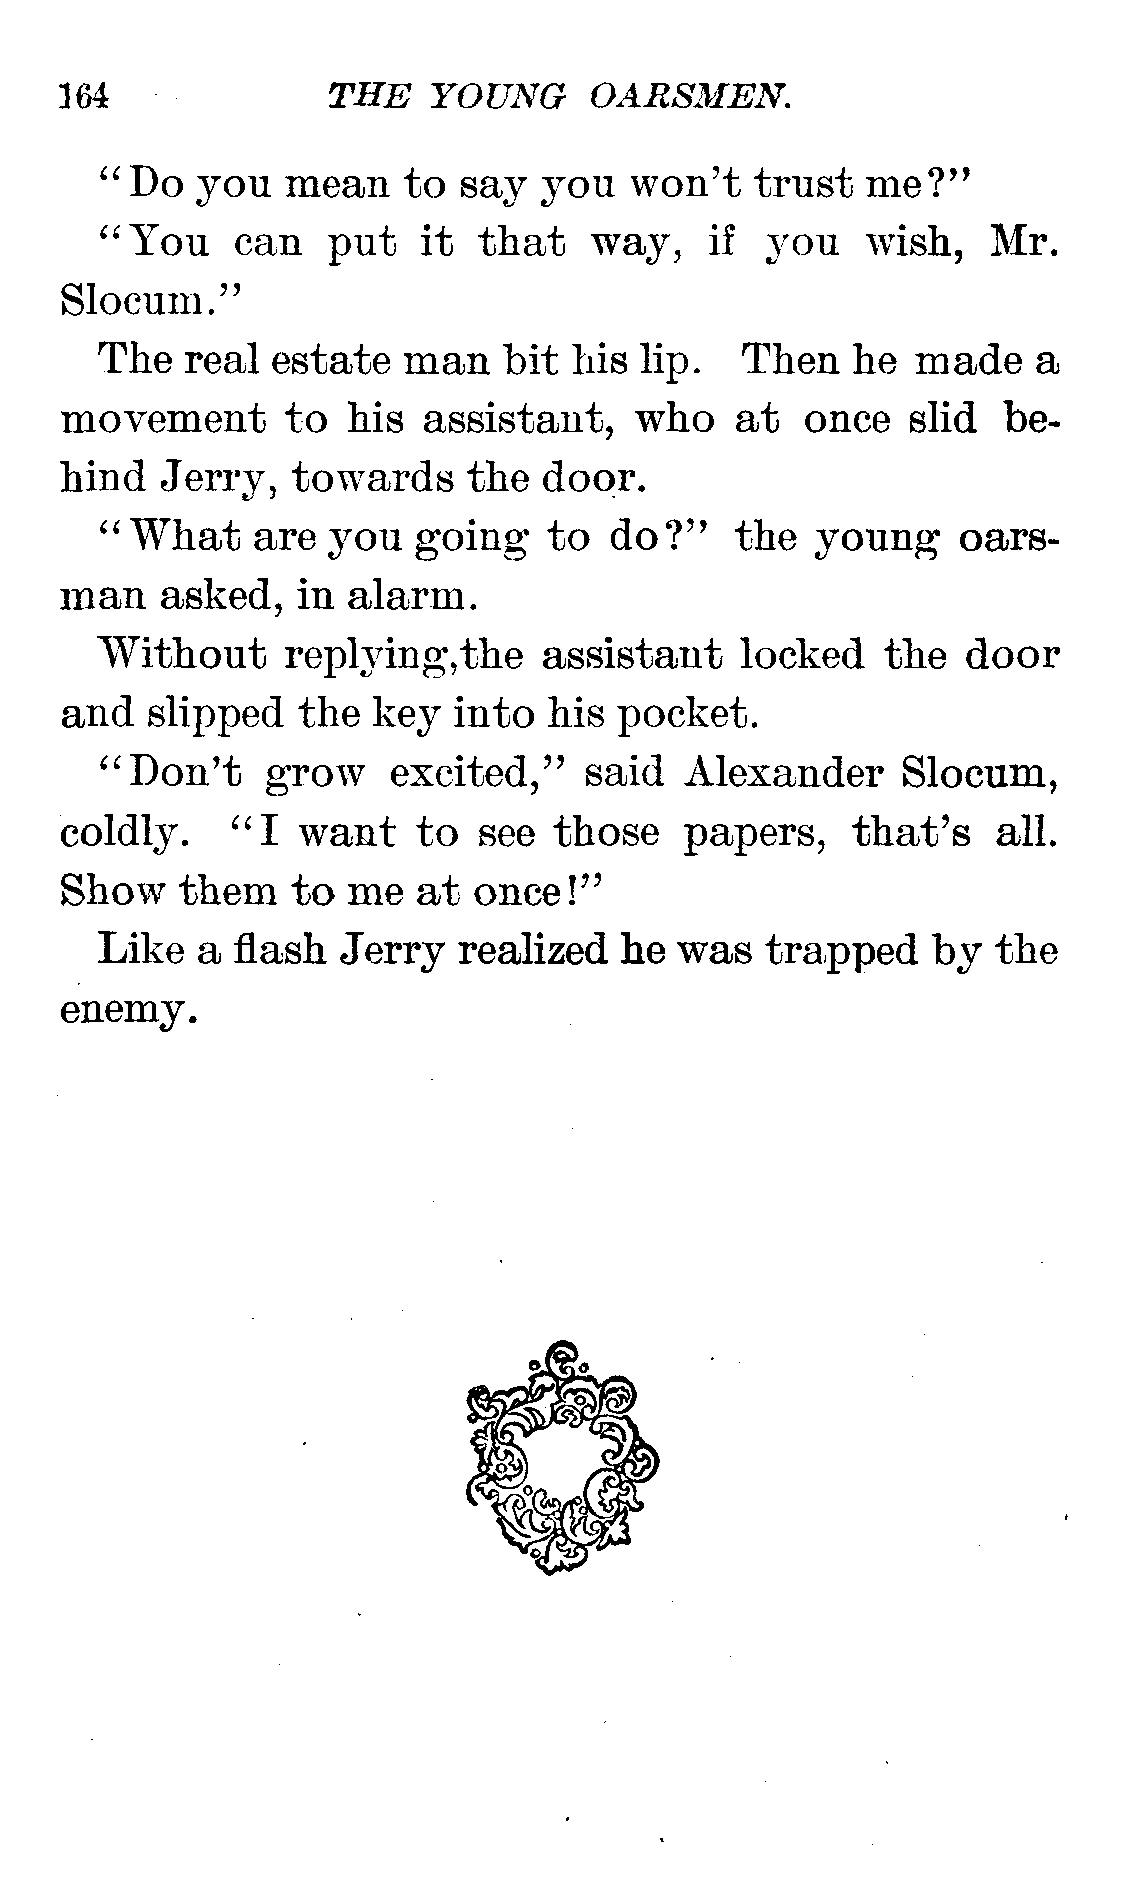 164 THE YOUNG OARSMEN.
"Do you mean to say you won't trust me?"
"You can put it that way, if you wish, Mr.
Slocum."
The real estate man bit his lip. Then he made a
movement to his assistant, who at once slid be-
hind Jerry, towards the door.
"What are you going to do?" the young oars-
man asked, in alarm.
Without replying,the assistant locked the door
and slipped the key into his pocket.
"Don't grow excited," said Alexander Slocum,
coldly. "I want to see those papers, that's all.
Show them to me at once!"
Like a flash Jerry realized he was trapped by the
enemy.